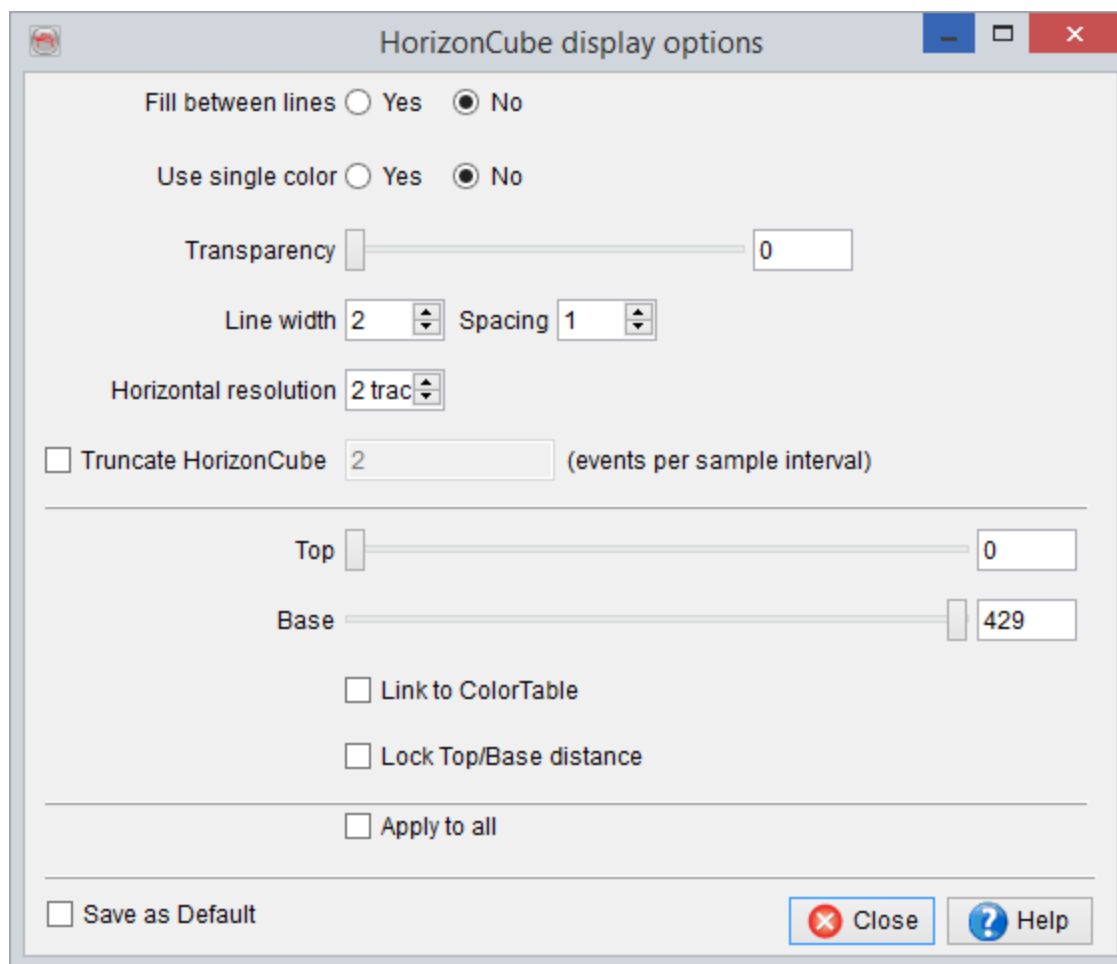 HorizonCube display options
Fill between lines Yes No
Use single color Yes No
Transparency 0
Line width 2 Spacing 1
Horizontal resolution 2 trac
Truncate HorizonCube 2 (events per sample interval)
Top 0
Base 429
Link to ColorTable
Lock Top/Base distance
Apply to all
Save as Default Close Help